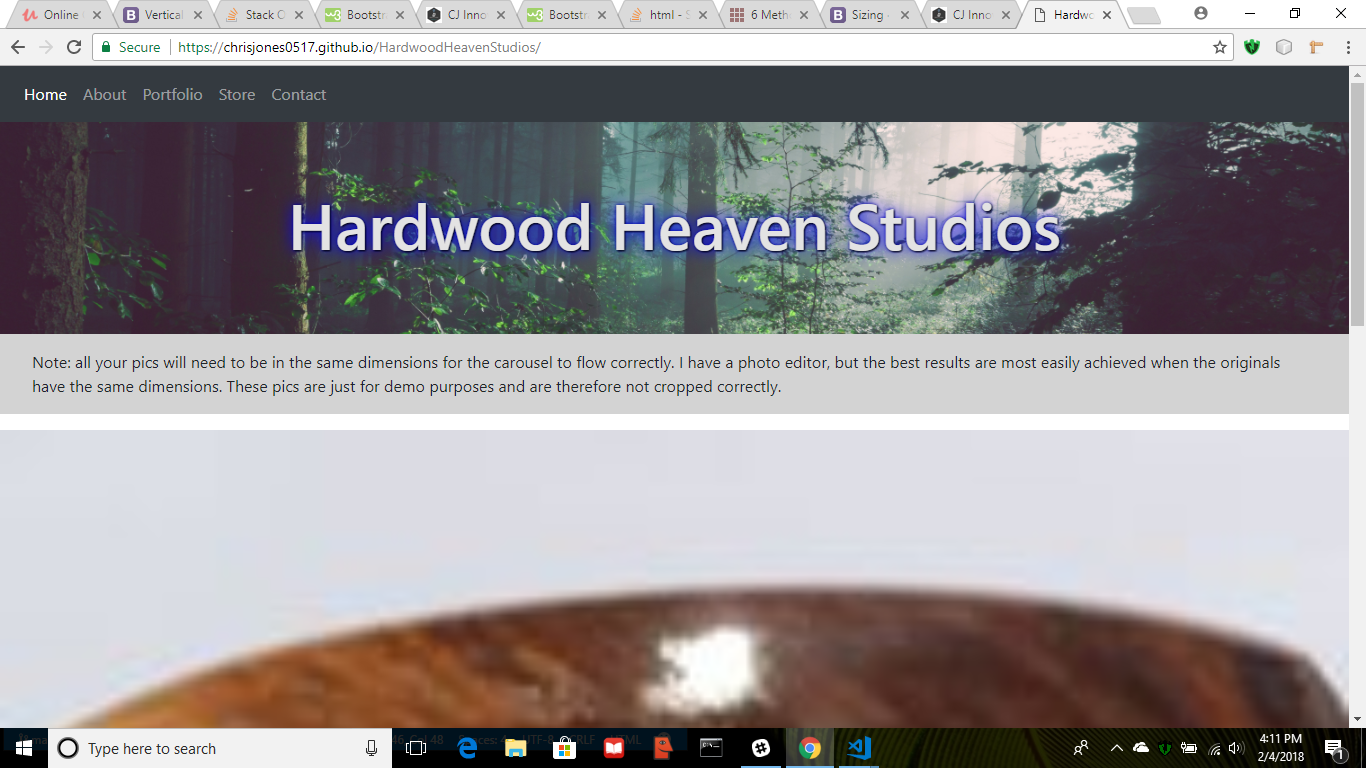 Online
Vertical
Stack O
Bootstr
CJ Inno
Bootstr
html - S
6 Meth
Sizing
CJ Inno
Hardwo
Secure
https://chrisjones0517.github.io/HardwoodHeavenStudios/
Home About Portfolio Store Contact
Hardwood Heaven Studios
Note: all your pics will need to be in the same dimensions for the carousel to flow correctly. I have a photo editor, but the best results are most easily achieved when the originals
have the same dimensions. These pics are just for demo purposes and are therefore not cropped correctly.
Type here to search
4:11 PM
2/4/2018
1